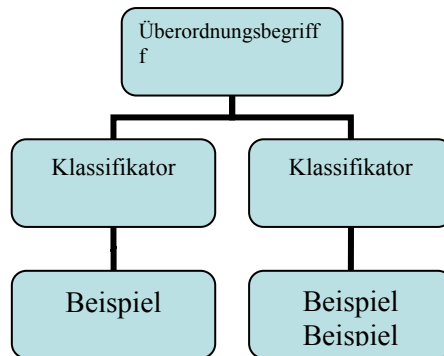 Überordnungsbegriff
f
Klassifikator
Klassifikator
Beispiel
Beispiel
Beispiel